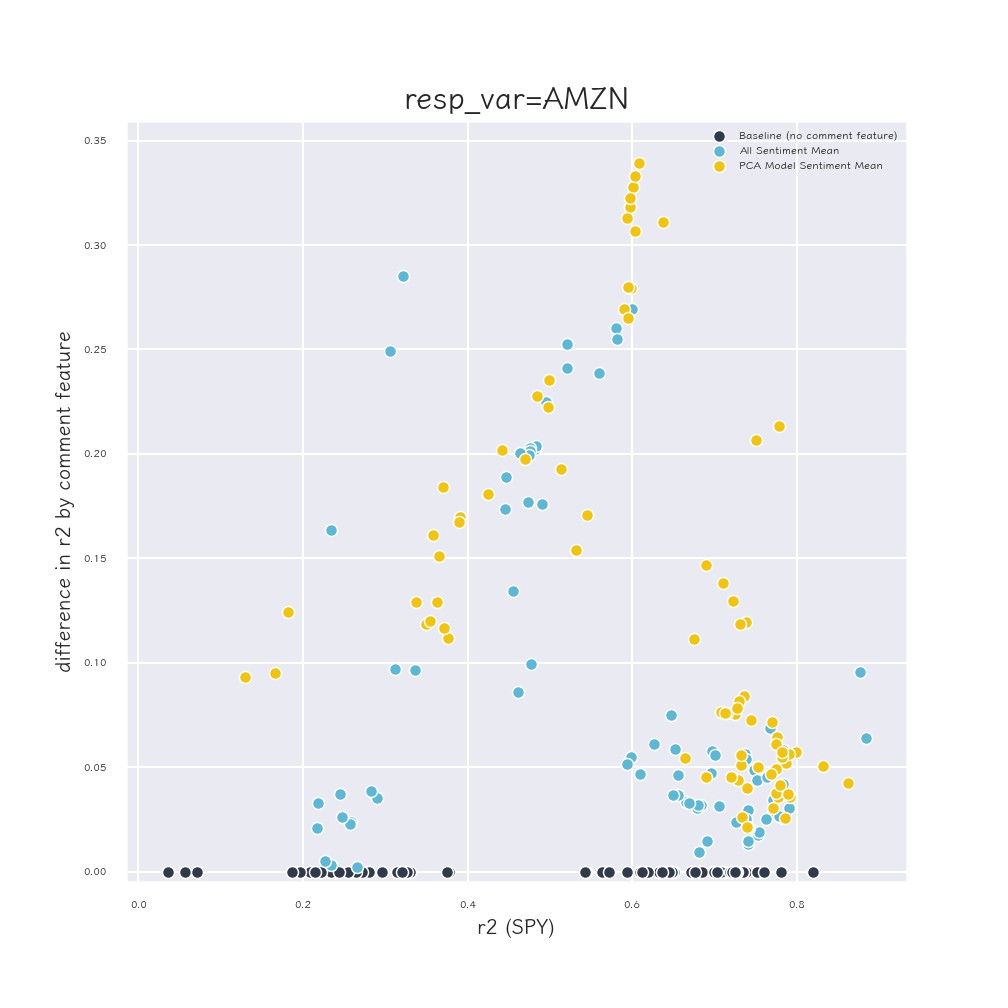 resp_var=AMZN
Baseline (no comment feature)
All Sentiment Mean
PCA Model Sentiment Mean
difference in r2 by comment feature
0.35
0.30
0.25
0.20
0.15
0.10
0.05
0.00
0.0 0.2 0.4 0.6 0.8
r2 (SPY)